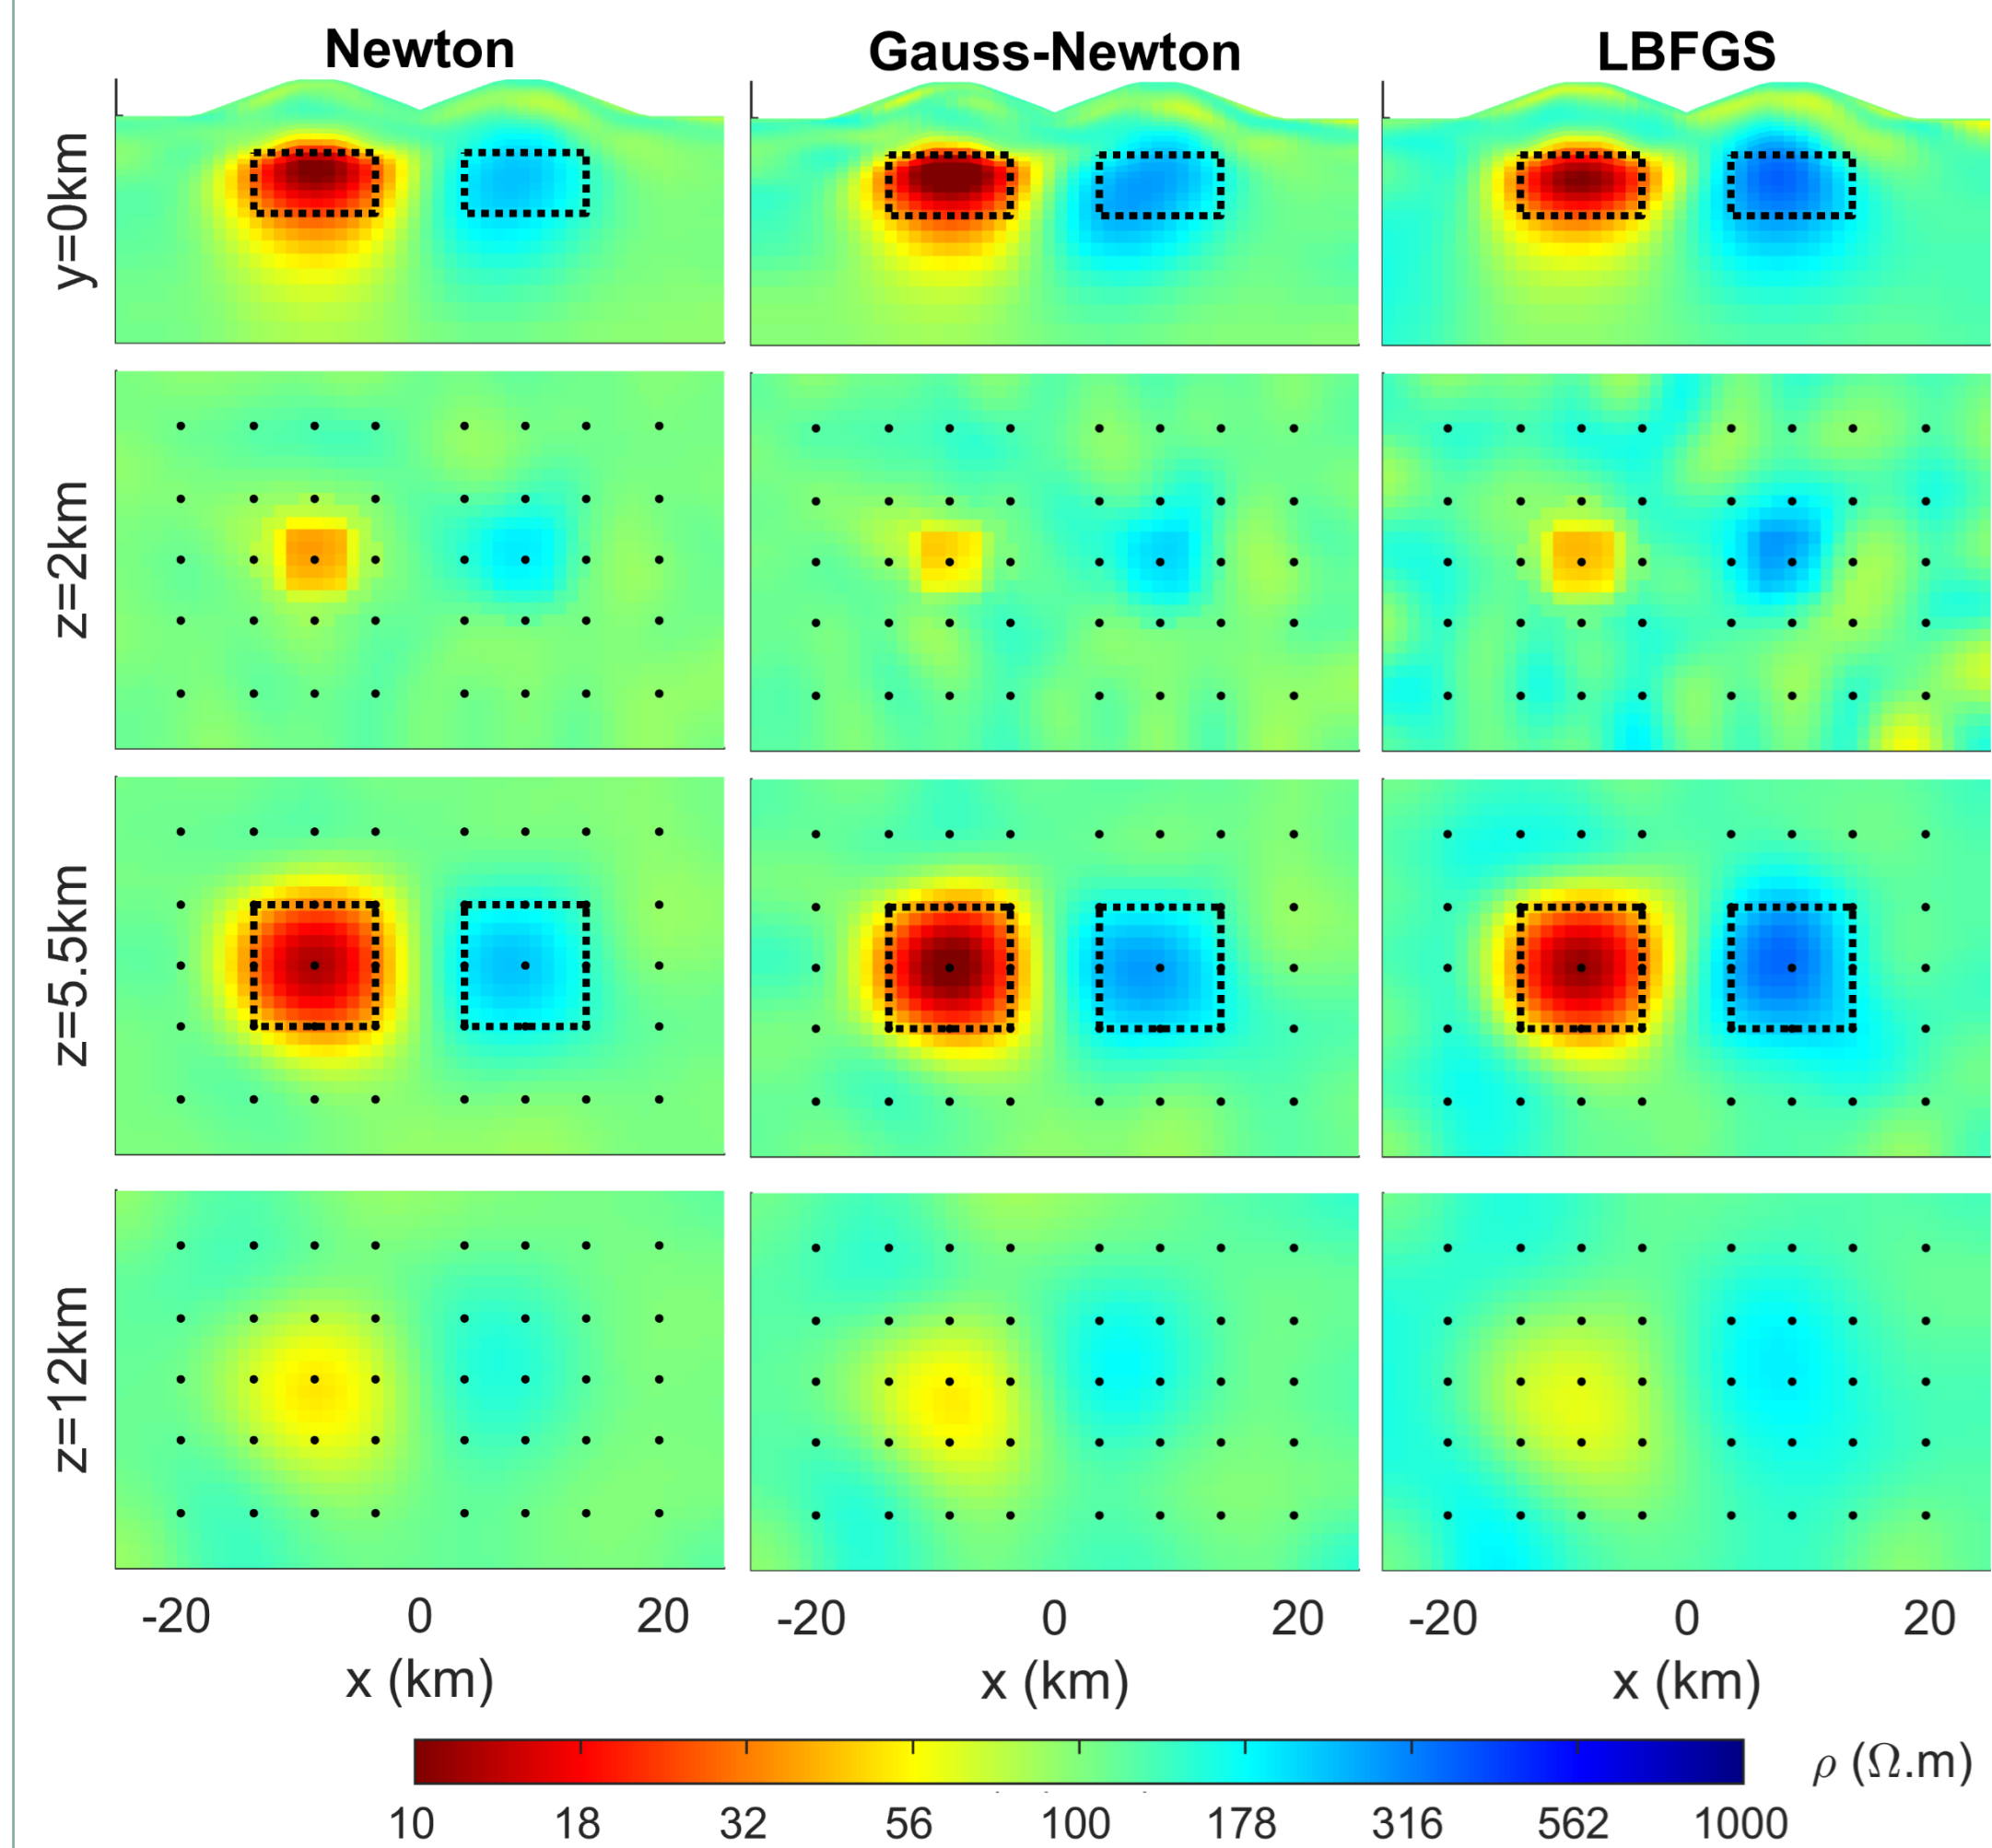 Newton Gauss-Newton LBFGS
y=0km
z=2km
z=5.5km
z=12km
-20 0 20 -20 0 20 -20 0 20
x (km) x (km) x (km)
ρ (Ω.m)
10 18 32 56 100 178 316 562 1000